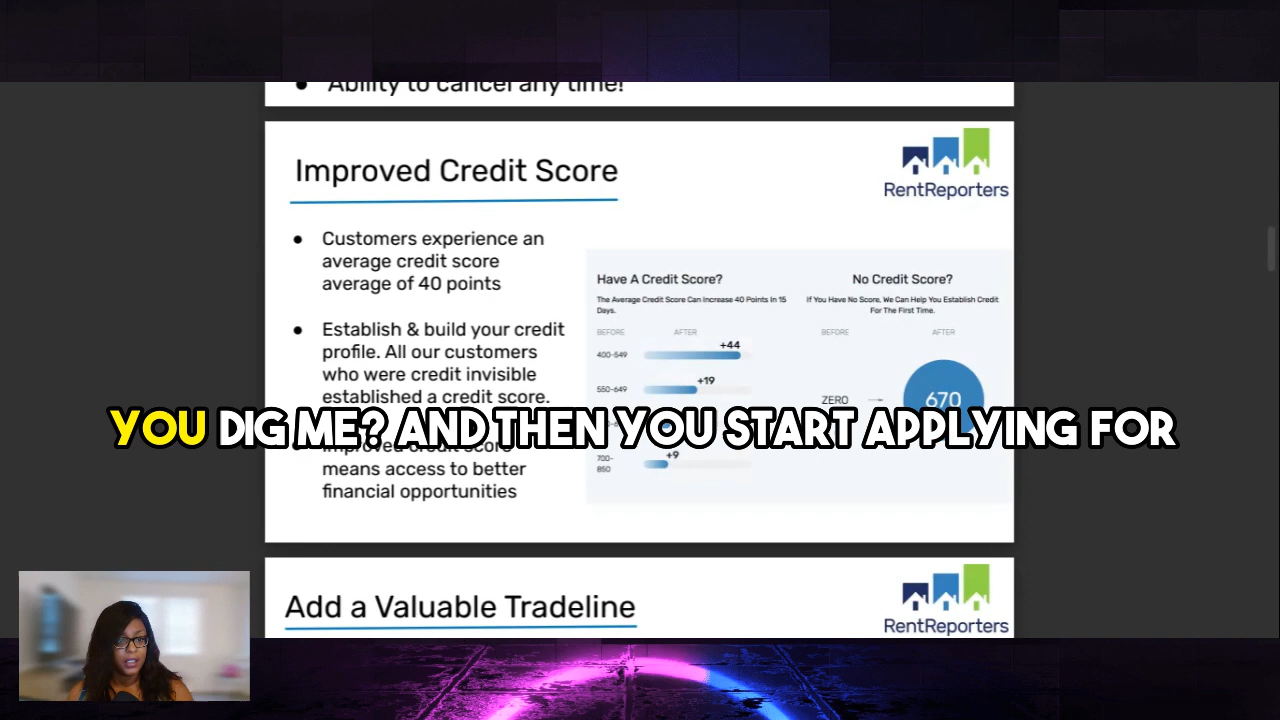 Ability to cancel any time!
Improved Credit Score
RentReporters
Customers experience an
average credit score
average of 40 points
Establish & build your credit
profile. All our customers
who were credit invisible
established a credit score.
Improved credit score
means access to better
financial opportunities
Have A Credit Score?
The Average Credit Score Can Increase 40 Points In 15
Days.
BEFORE AFTER
400-549 +44
550-649 +19
700-
850 +9
No Credit Score?
If You Have No Score, We Can Help You Establish Credit
For The First Time.
BEFORE AFTER
ZERO 670
YOU DIG ME? AND THEN YOU START APPLYING FOR
Add a Valuable Tradeline
RentReporters